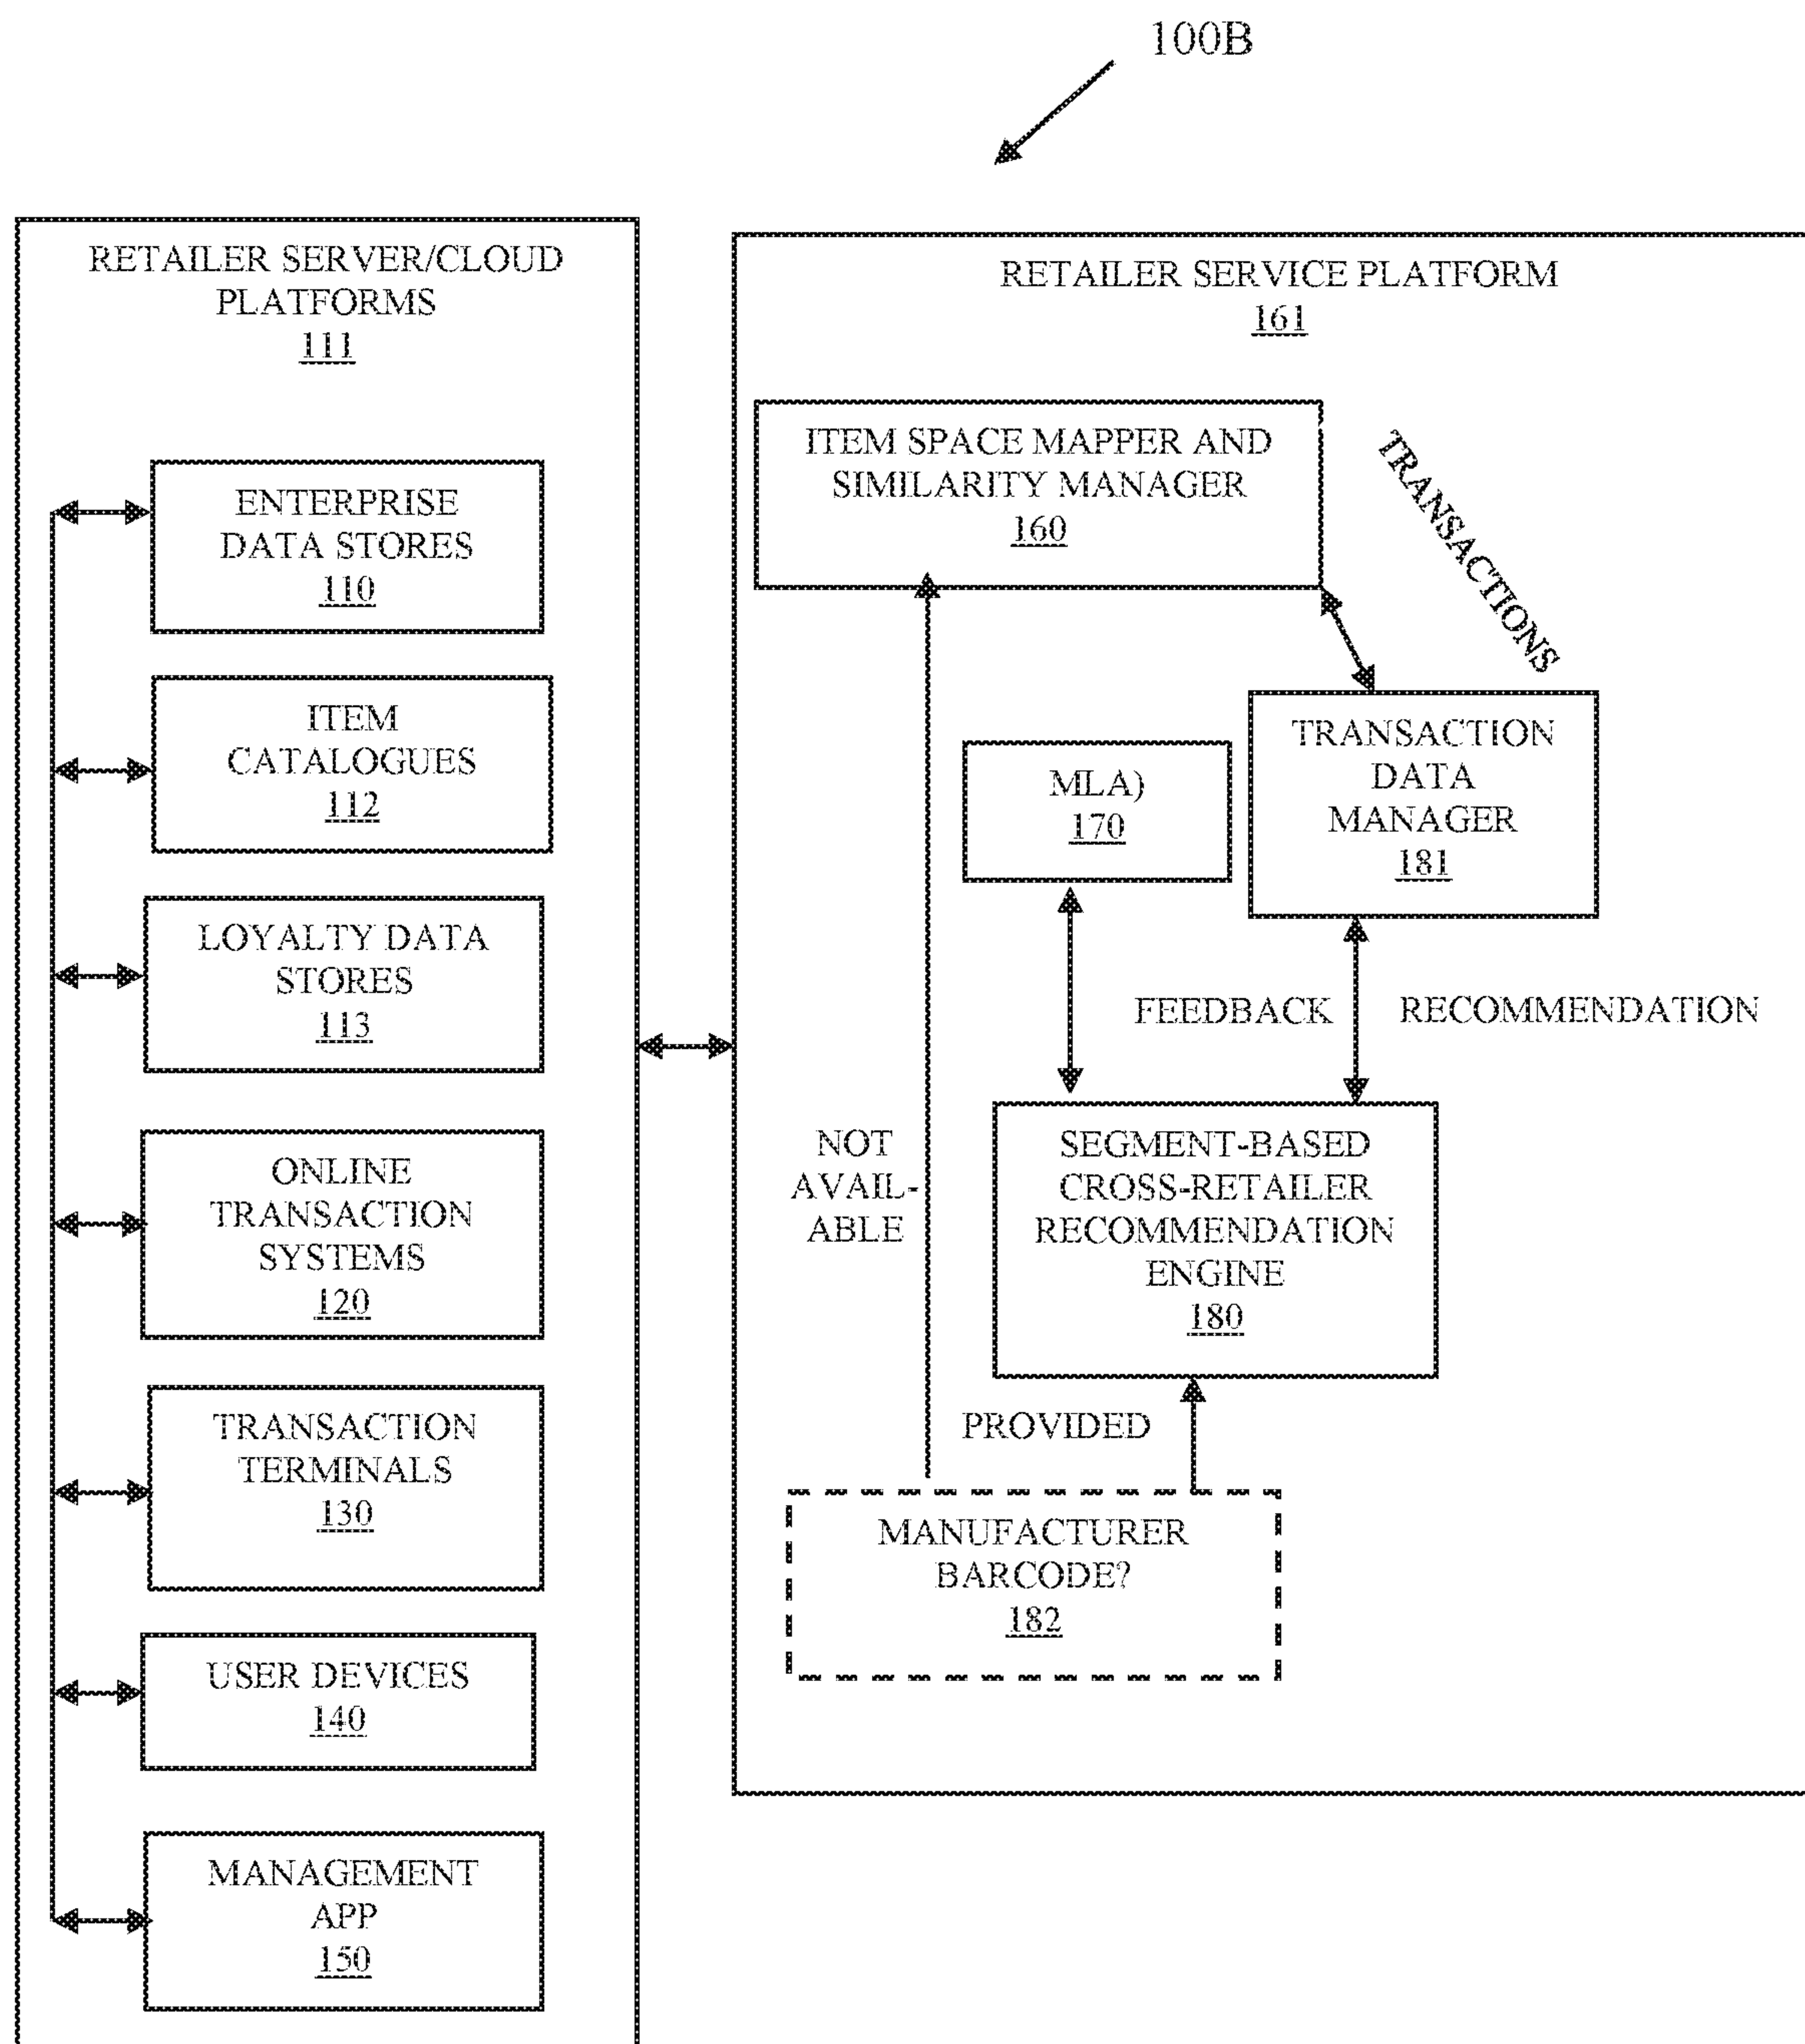 100B
RETAILER SERVER/CLOUD
PLATFORMS
111
ENTERPRISE
DATA STORES
110
ITEM
CATALOGUES
112
LOYALTY DATA
STORES
113
ONLINE
TRANSACTION
SYSTEMS
120
TRANSACTION
TERMINALS
130
USER DEVICES
140
MANAGEMENT
APP
150
RETAILER SERVICE PLATFORM
161
ITEM SPACE MAPPER AND
SIMILARITY MANAGER
160
TRANSACTIONS
MLA)
170
TRANSACTION
DATA
MANAGER
181
FEEDBACK
RECOMMENDATION
NOT
AVAIL-
ABLE
SEGMENT-BASED
CROSS-RETAILER
RECOMMENDATION
ENGINE
180
PROVIDED
MANUFACTURER
BARCODE?
182